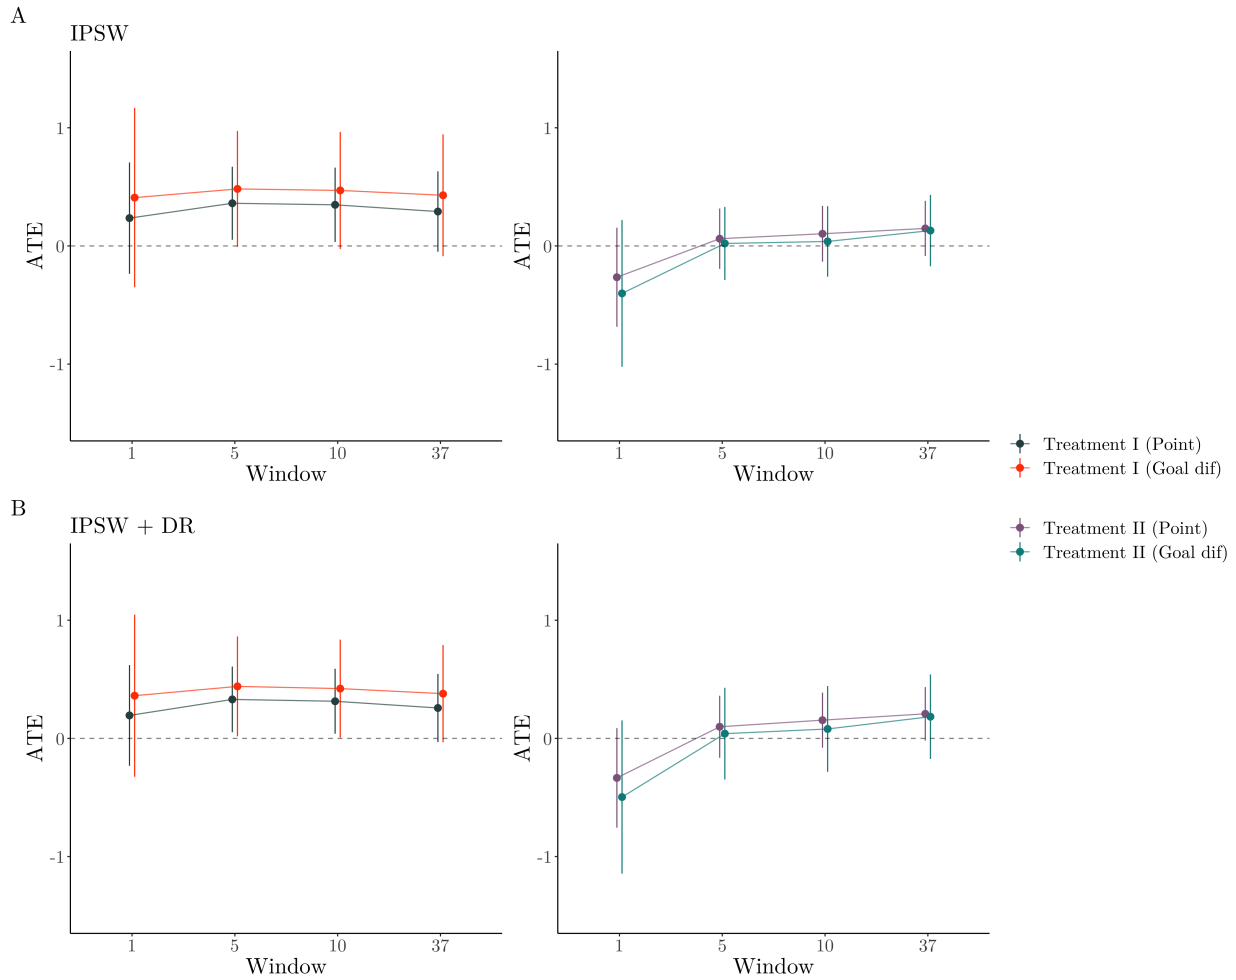 A
IPSW
1
0
-1
ATE
1 5 10 37
Window
1
0
-1
ATE
1 5 10 37
Window
Treatment I (Point)
Treatment I (Goal dif)
Treatment II (Point)
Treatment II (Goal dif)
B
IPSW + DR
1
0
-1
ATE
1 5 10 37
Window
1
0
-1
ATE
1 5 10 37
Window